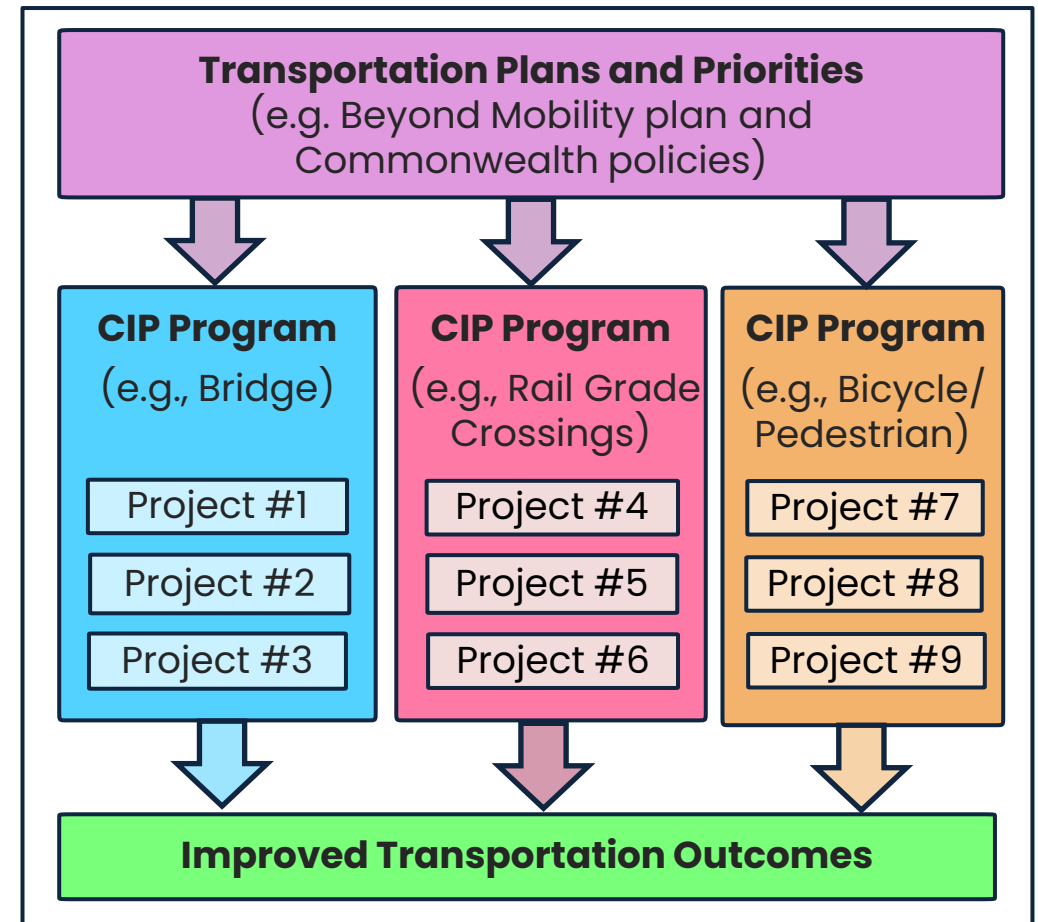 Transportation Plans and Priorities
(e.g. Beyond Mobility plan and
Commonwealth policies)
CIP Program
(e.g., Bridge)
Project #1
Project #2
Project #3
CIP Program
(e.g., Rail Grade
Crossings)
Project #4
Project #5
Project #6
CIP Program
(e.g., Bicycle/
Pedestrian)
Project #7
Project #8
Project #9
Improved Transportation Outcomes